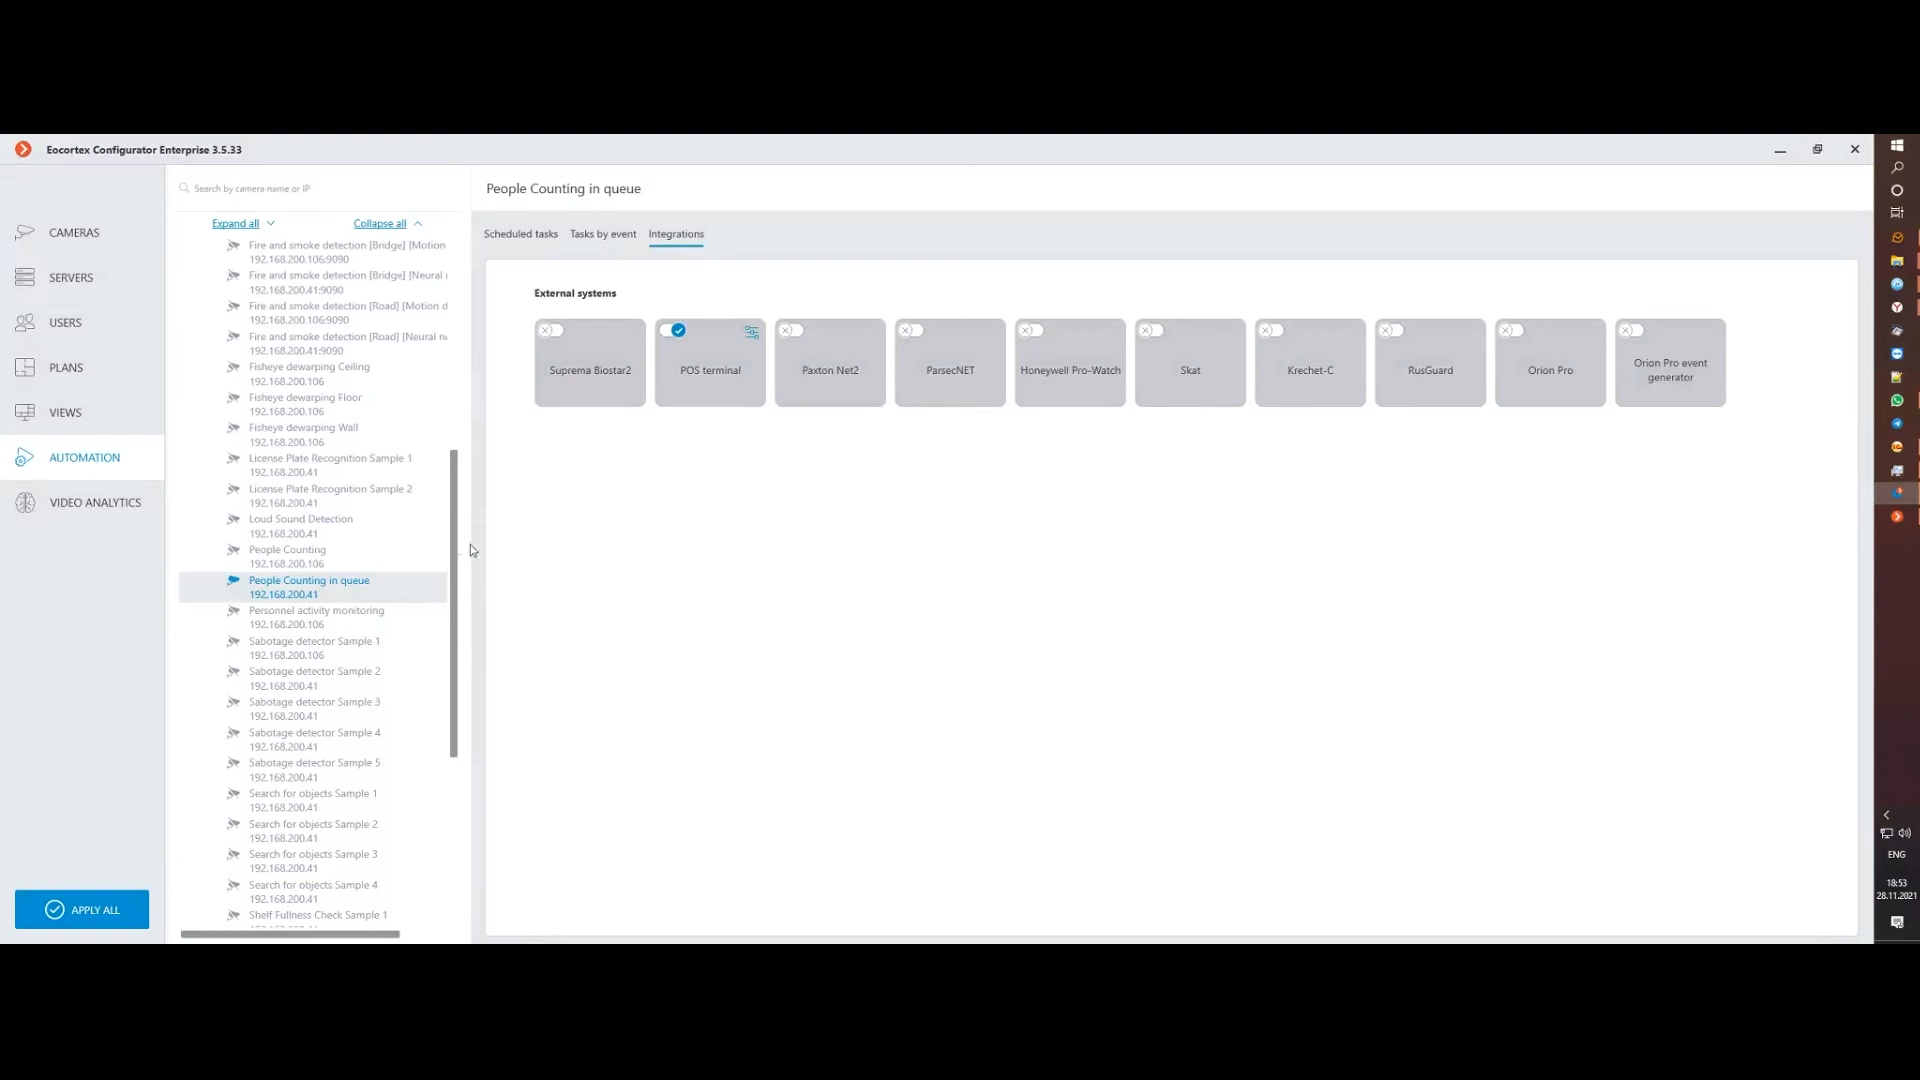 Eocortex Configurator Enterprise 3.5.33
CAMERAS
SERVERS
USERS
PLANS
VIEWS
AUTOMATION
VIDEO ANALYTICS
APPLY ALL
Search by camera name or IP
Expand all
Collapse all
Fire and smoke detection [Bridge] [Motion
192.168.200.106:9090
Fire and smoke detection [Bridge] [Neural
192.168.200.41:9090
Fire and smoke detection [Road] [Motion d
192.168.200.106:9090
Fire and smoke detection [Road] [Neural n
192.168.200.41:9090
Fisheye dewarping Ceiling
192.168.200.106
Fisheye dewarping Floor
192.168.200.106
Fisheye dewarping Wall
192.168.200.106
License Plate Recognition Sample 1
192.168.200.41
License Plate Recognition Sample 2
192.168.200.41
Loud Sound Detection
192.168.200.41
People Counting
192.168.200.106
People Counting in queue
192.168.200.41
Personnel activity monitoring
192.168.200.106
Sabotage detector Sample 1
192.168.200.106
Sabotage detector Sample 2
192.168.200.41
Sabotage detector Sample 3
192.168.200.41
Sabotage detector Sample 4
192.168.200.41
Sabotage detector Sample 5
192.168.200.41
Search for objects Sample 1
192.168.200.41
Search for objects Sample 2
192.168.200.41
Search for objects Sample 3
192.168.200.41
Search for objects Sample 4
192.168.200.41
Shelf Fullness Check Sample 1
People Counting in queue
Scheduled tasks Tasks by event Integrations
External systems
Suprema Biostar2
POS terminal
Paxton Net2
ParsecNET
Honeywell Pro-Watch
Skat
Krechet-C
RusGuard
Orion Pro
Orion Pro event
generator
ENG
18:53
28.11.2021